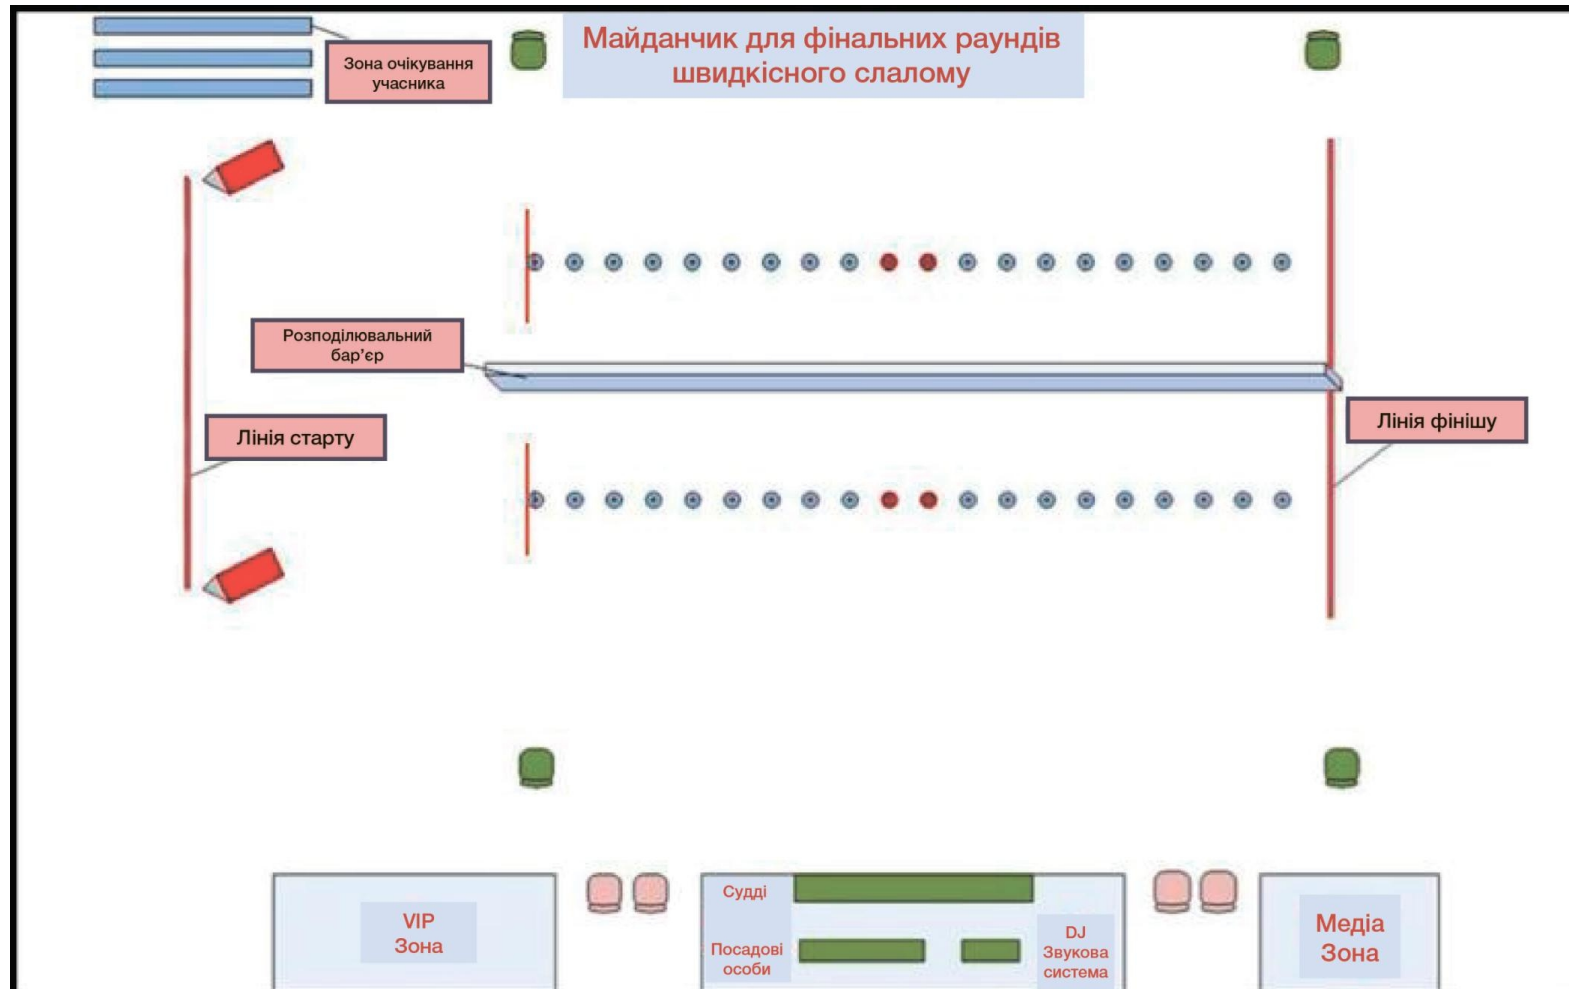 Майданчик для фінальних раундів
швидкісного слалому
Зона очікування
учасника
Розподілювальний
бар’єр
Лінія старту
Лінія фінішу
VIP
Зона
Судді
Посадові
особи
DJ
Звукова
система
Медіа
Зона